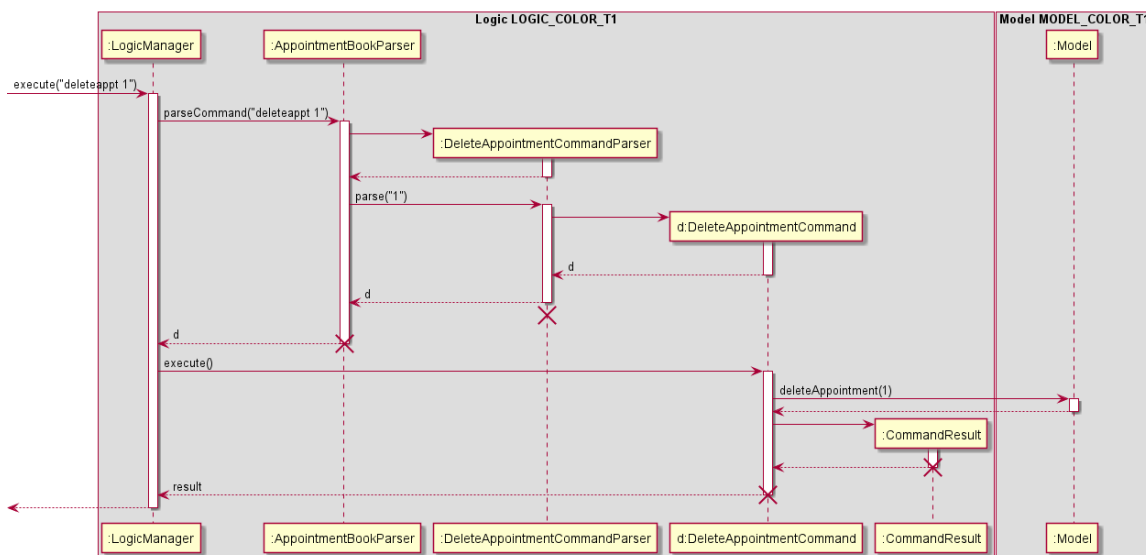 Logic LOGIC_COLOR_T1
Model MODEL_COLOR_T1
:LogicManager
:AppointmentBookParser
:Model
execute("deleteappt 1")
parseCommand("deleteappt 1")
:DeleteAppointmentCommandParser
parse("1")
d:DeleteAppointmentCommand
d
d
d
execute()
deleteAppointment(1)
:CommandResult
result
:LogicManager
:AppointmentBookParser
:DeleteAppointmentCommandParser
d:DeleteAppointmentCommand
:CommandResult
:Model